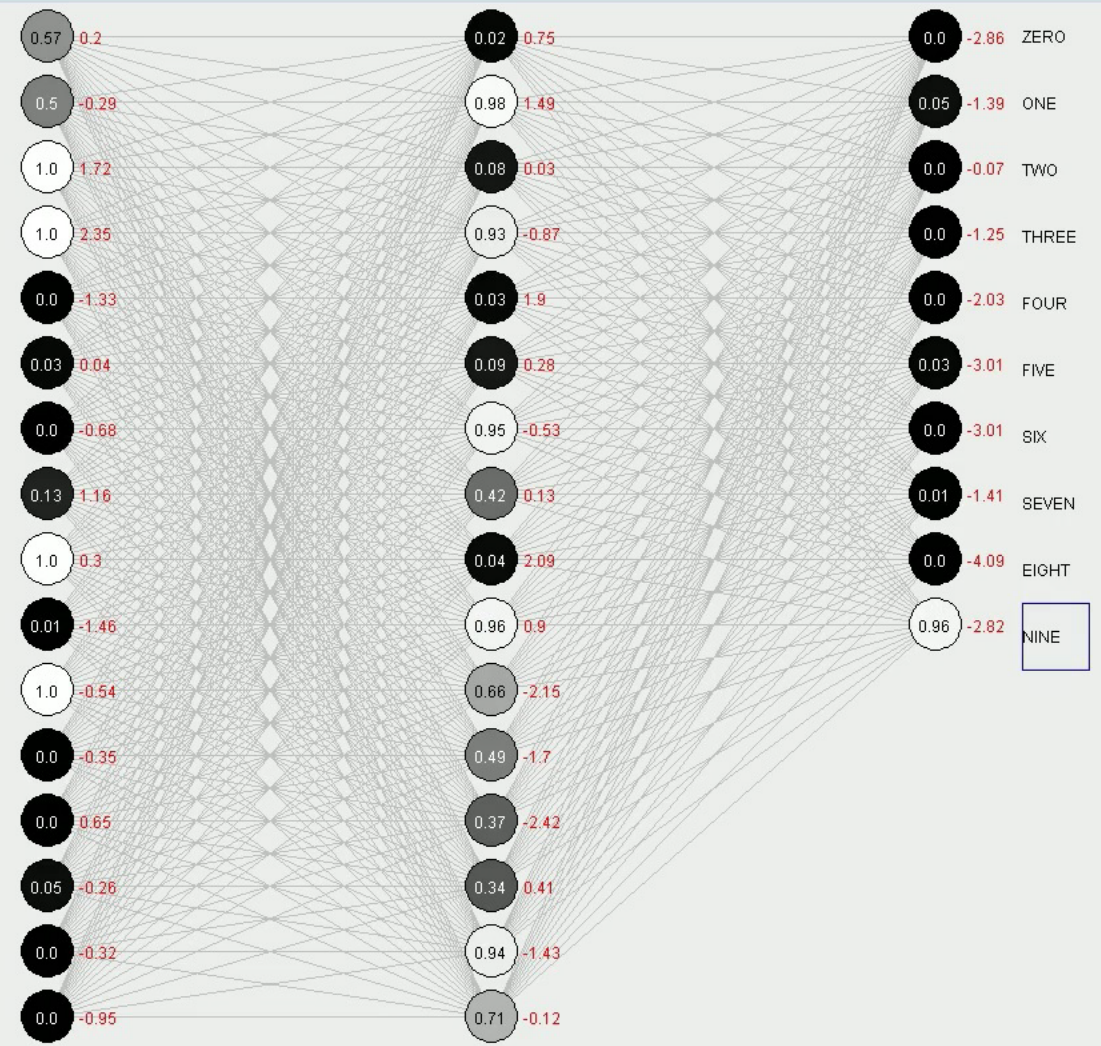 0.57 0.2 0.02 0.75 0.0 -2.86 ZERO
0.5 -0.29 0.98 1.49 0.05 -1.39 ONE
1.0 1.72 0.08 0.03 0.0 -0.07 TWO
1.0 2.35 0.93 -0.87 0.0 -1.25 THREE
0.0 -1.33 0.03 1.9 0.0 -2.03 FOUR
0.03 0.04 0.09 0.28 0.03 -3.01 FIVE
0.0 -0.68 0.95 -0.53 0.0 -3.01 SIX
0.13 1.16 0.42 0.13 0.01 -1.41 SEVEN
1.0 0.3 0.04 2.09 0.0 -4.09 EIGHT
0.01 -1.46 0.96 0.9 0.96 -2.82 NINE
1.0 -0.54 0.66 -2.15
0.0 -0.35 0.49 -1.7
0.0 0.65 0.37 -2.42
0.05 -0.26 0.34 0.41
0.0 -0.32 0.94 -1.43
0.0 -0.95 0.71 -0.12